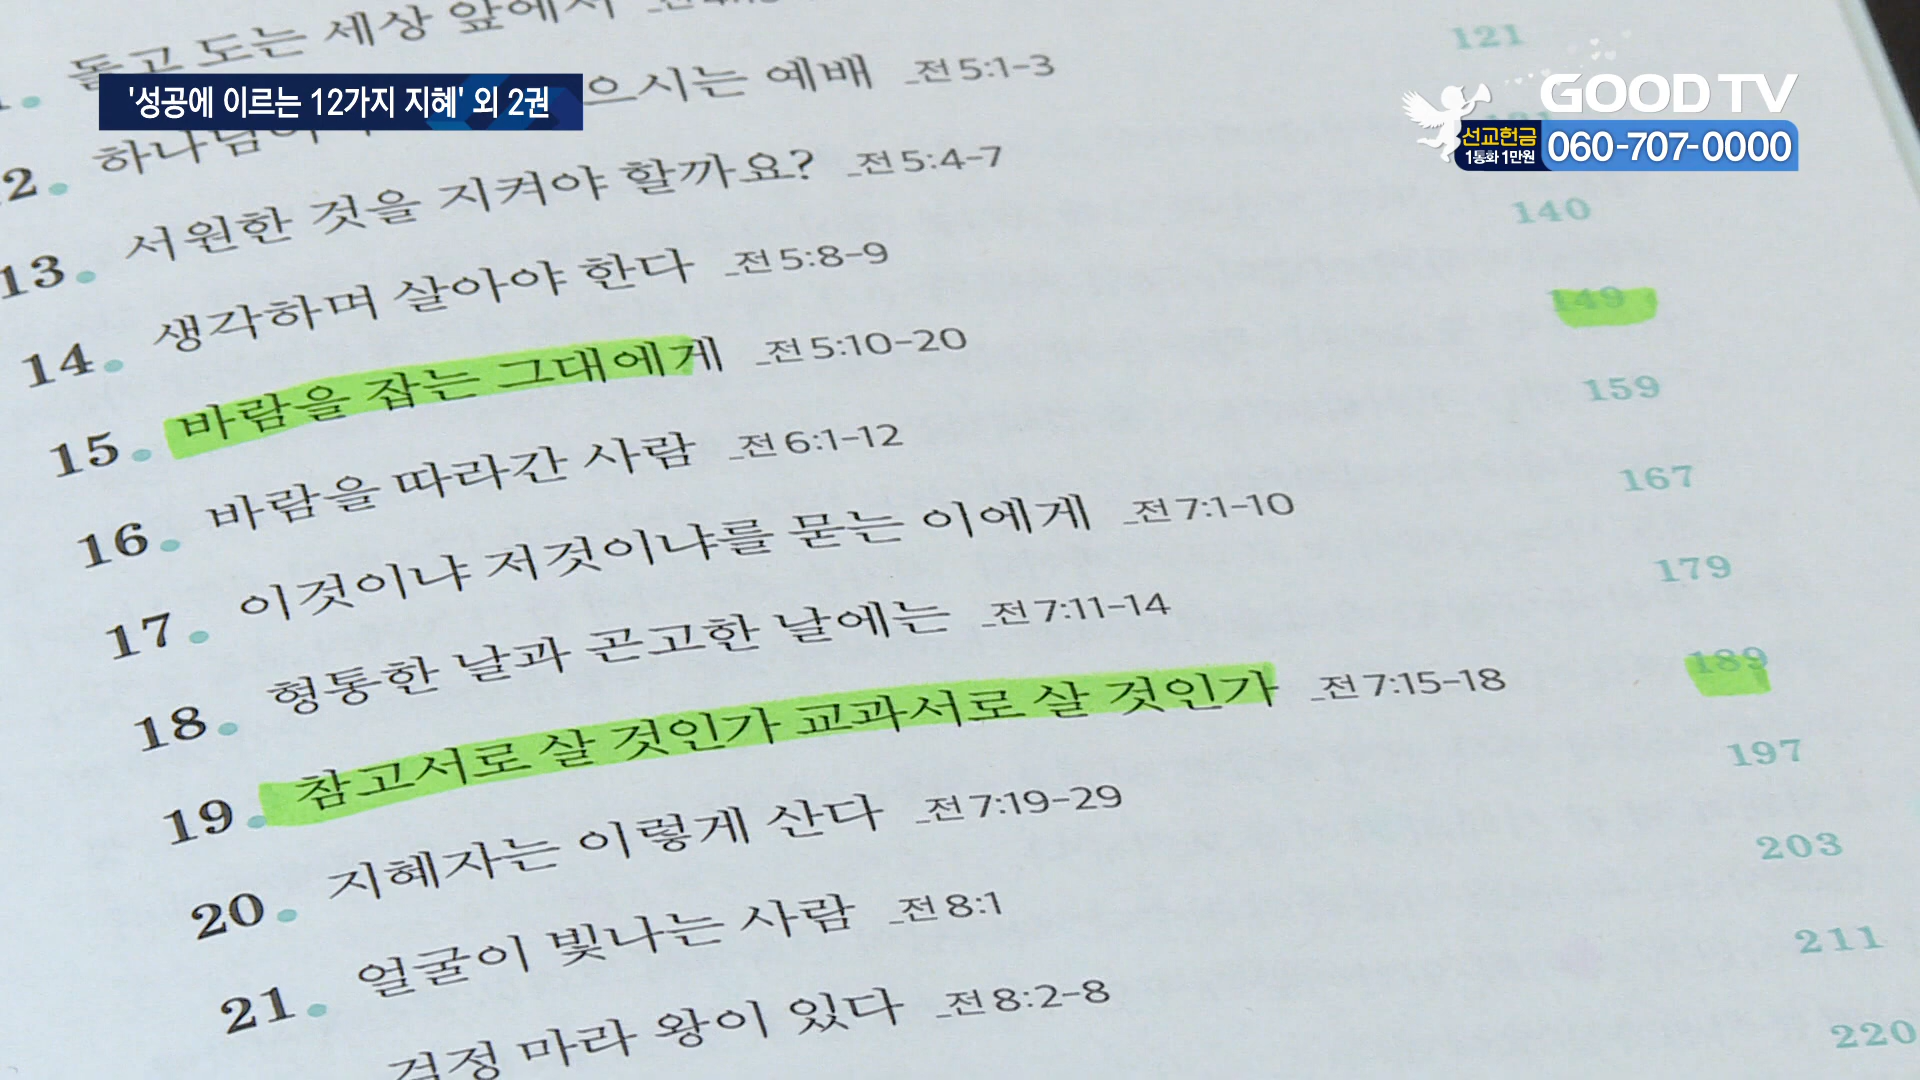 '성공에 이르는 12가지 지혜' 외 2권
GOOD TV
선교헌금
1통화 1만원
060-707-0000
돌고 도는 세상 앞에서
2. 하나님이 으시는 예배 _전 5:1-3 121
13. 서원한 것을 지켜야 할까요? _전 5:4-7
14. 생각하며 살아야 한다 _전 5:8-9 140
15. 바람을 잡는 그대에게 _전 5:10-20 149
16. 바람을 따라간 사람 _전 6:1-12 159
17. 이것이냐 저것이냐를 묻는 이에게 _전 7:1-10 167
18. 형통한 날과 곤고한 날에는 _전 7:11-14 179
19. 참고서로 살 것인가 교과서로 살 것인가 _전 7:15-18 189
20. 지혜자는 이렇게 산다 _전 7:19-29 197
21. 얼굴이 빛나는 사람 _전 8:1 203
걱정 마라 왕이 있다 _전 8:2-8 211
220